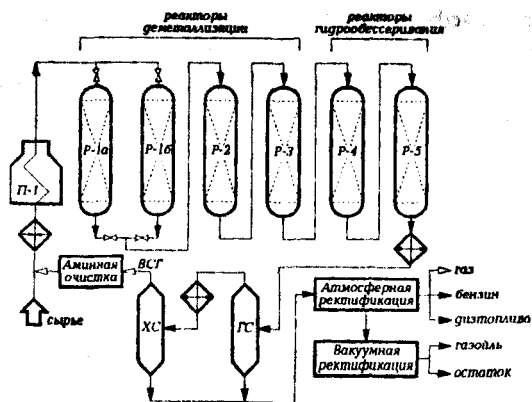 реакторы
деметаллизации
реакторы
гидрообессеривания
Р-1а
Р-1б
Р-2
Р-3
Р-4
Р-5
П-1
Аминная
очистка
ВСГ
сырье
ХС
ГС
Атмосферная
ректификация
Вакуумная
ректификация
газ
бензин
дизтопливо
газойль
остаток